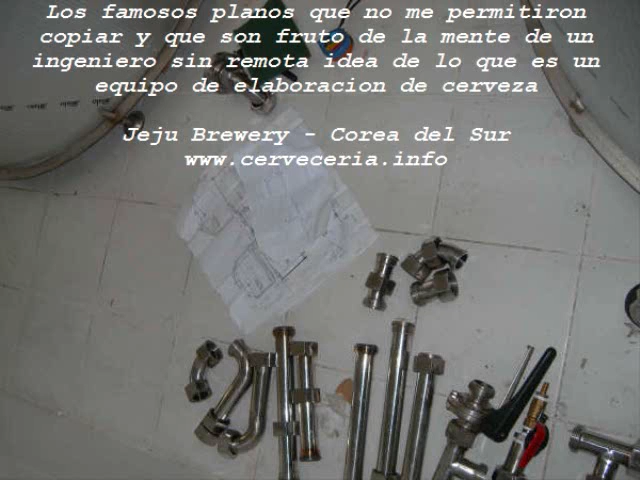 Los famosos planos que no me permitiron
copiar y que son fruto de la mente de un
ingeniero sin remota idea de lo que es un
equipo de elaboracion de cerveza
Jeju Brewery - Corea del Sur
www.cerveceria.info